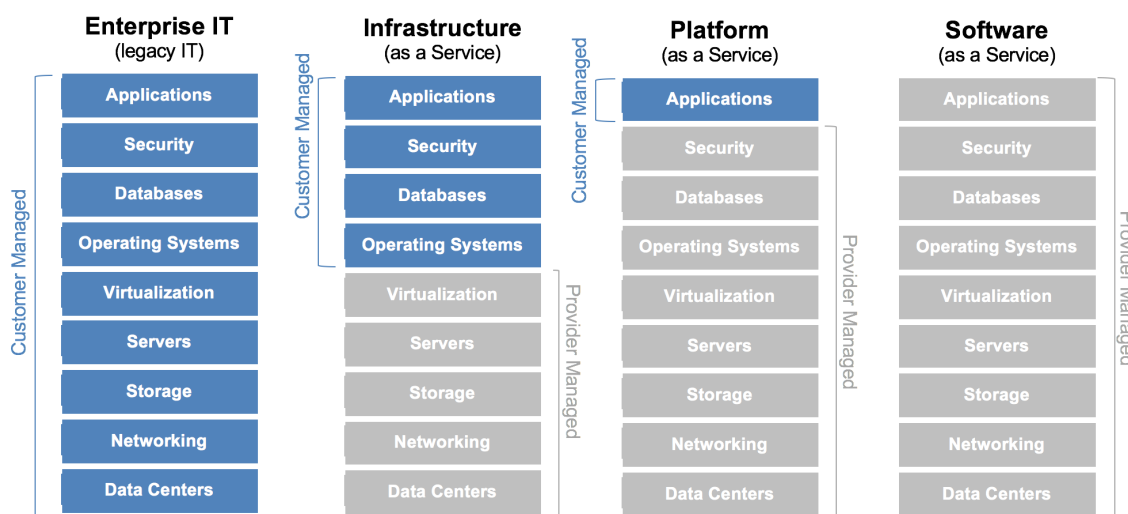 Enterprise IT
(legacy IT)
Customer Managed
Applications
Security
Databases
Operating Systems
Virtualization
Servers
Storage
Networking
Data Centers
Infrastructure
(as a Service)
Customer Managed
Applications
Security
Databases
Operating Systems
Virtualization
Servers
Storage
Networking
Data Centers
Provider Managed
Platform
(as a Service)
Customer Managed
Applications
Security
Databases
Operating Systems
Virtualization
Servers
Storage
Networking
Data Centers
Provider Managed
Software
(as a Service)
Applications
Security
Databases
Operating Systems
Virtualization
Servers
Storage
Networking
Data Centers
Provider Managed